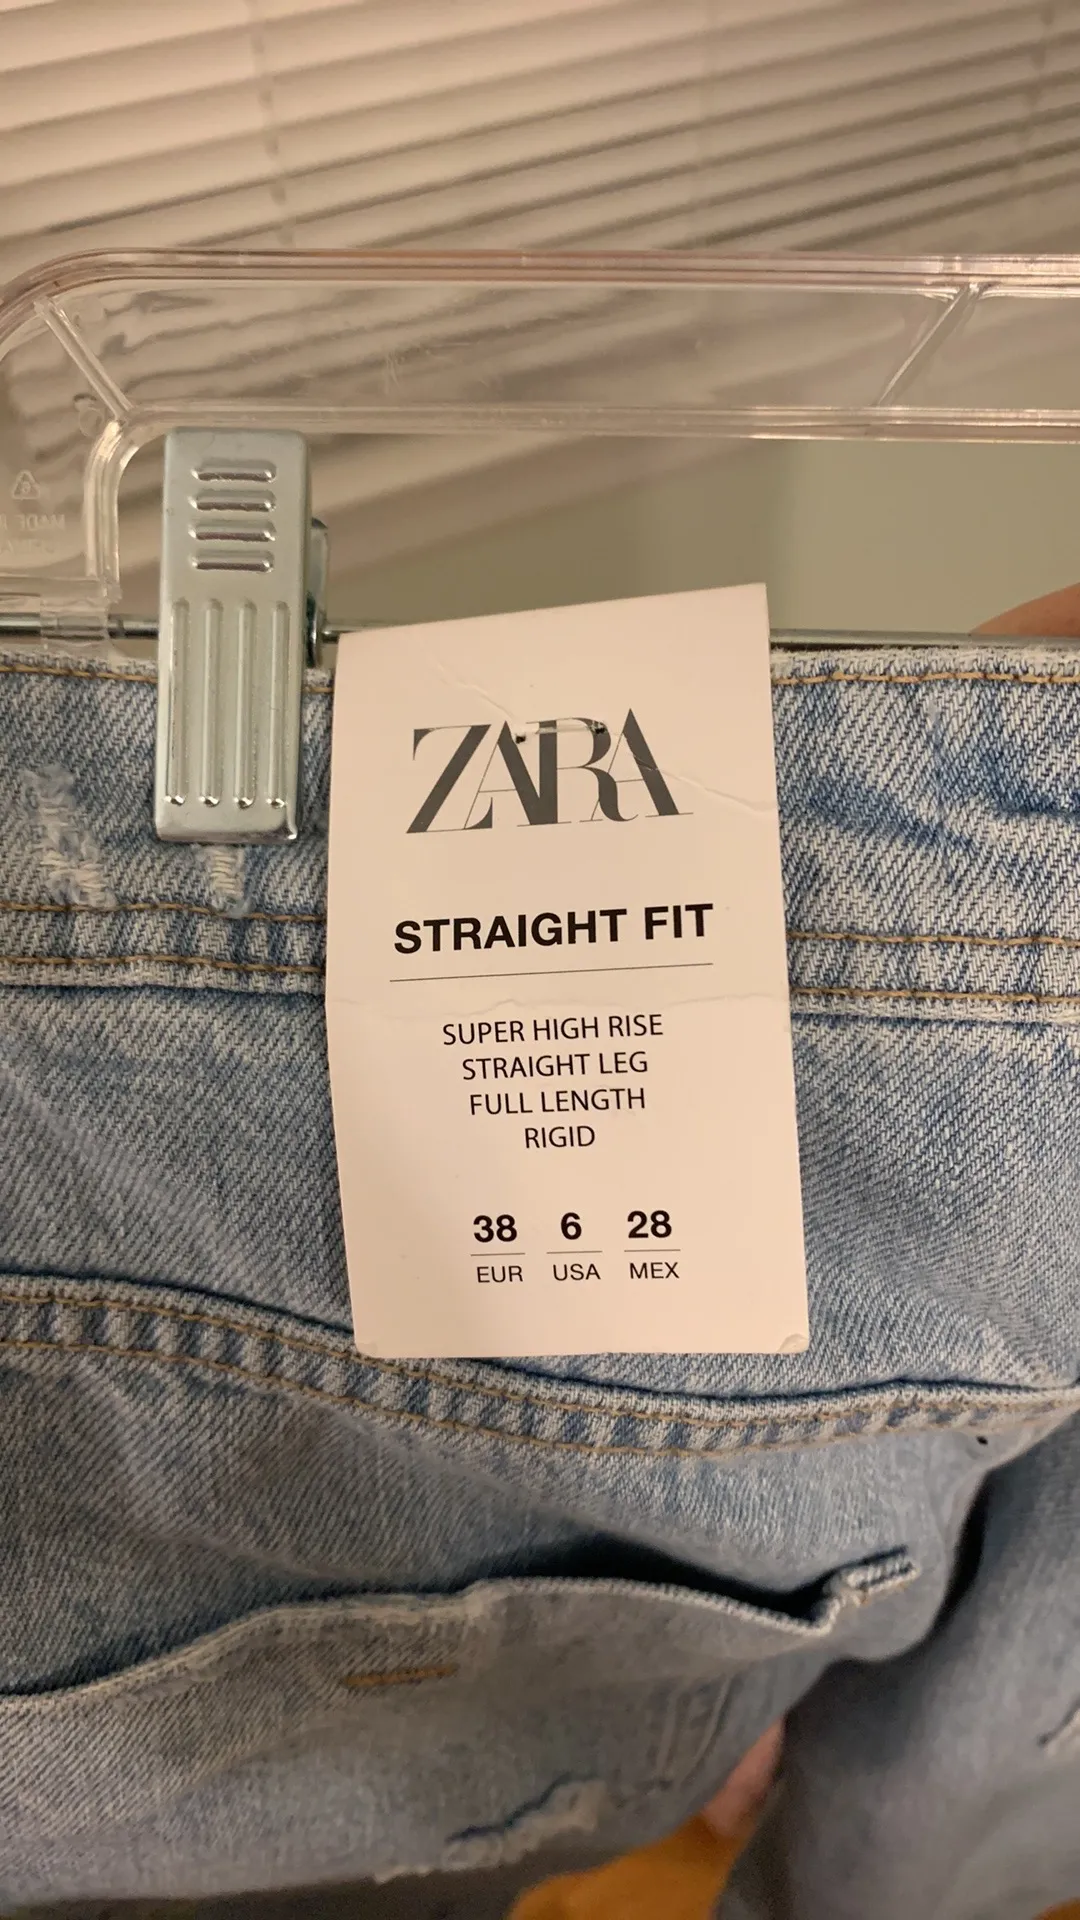 ZARA
STRAIGHT FIT
SUPER HIGH RISE
STRAIGHT LEG
FULL LENGTH
RIGID
38 6 28
EUR USA MEX